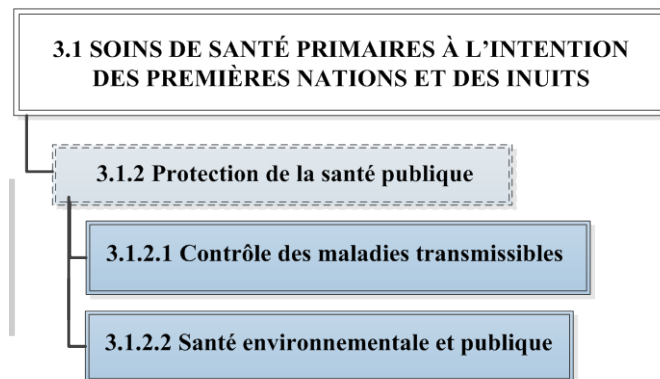 3.1 SOINS DE SANTÉ PRIMAIRES À L’INTENTION
DES PREMIÈRES NATIONS ET DES INUITS
3.1.2 Protection de la santé publique
3.1.2.1 Contrôle des maladies transmissibles
3.1.2.2 Santé environnementale et publique